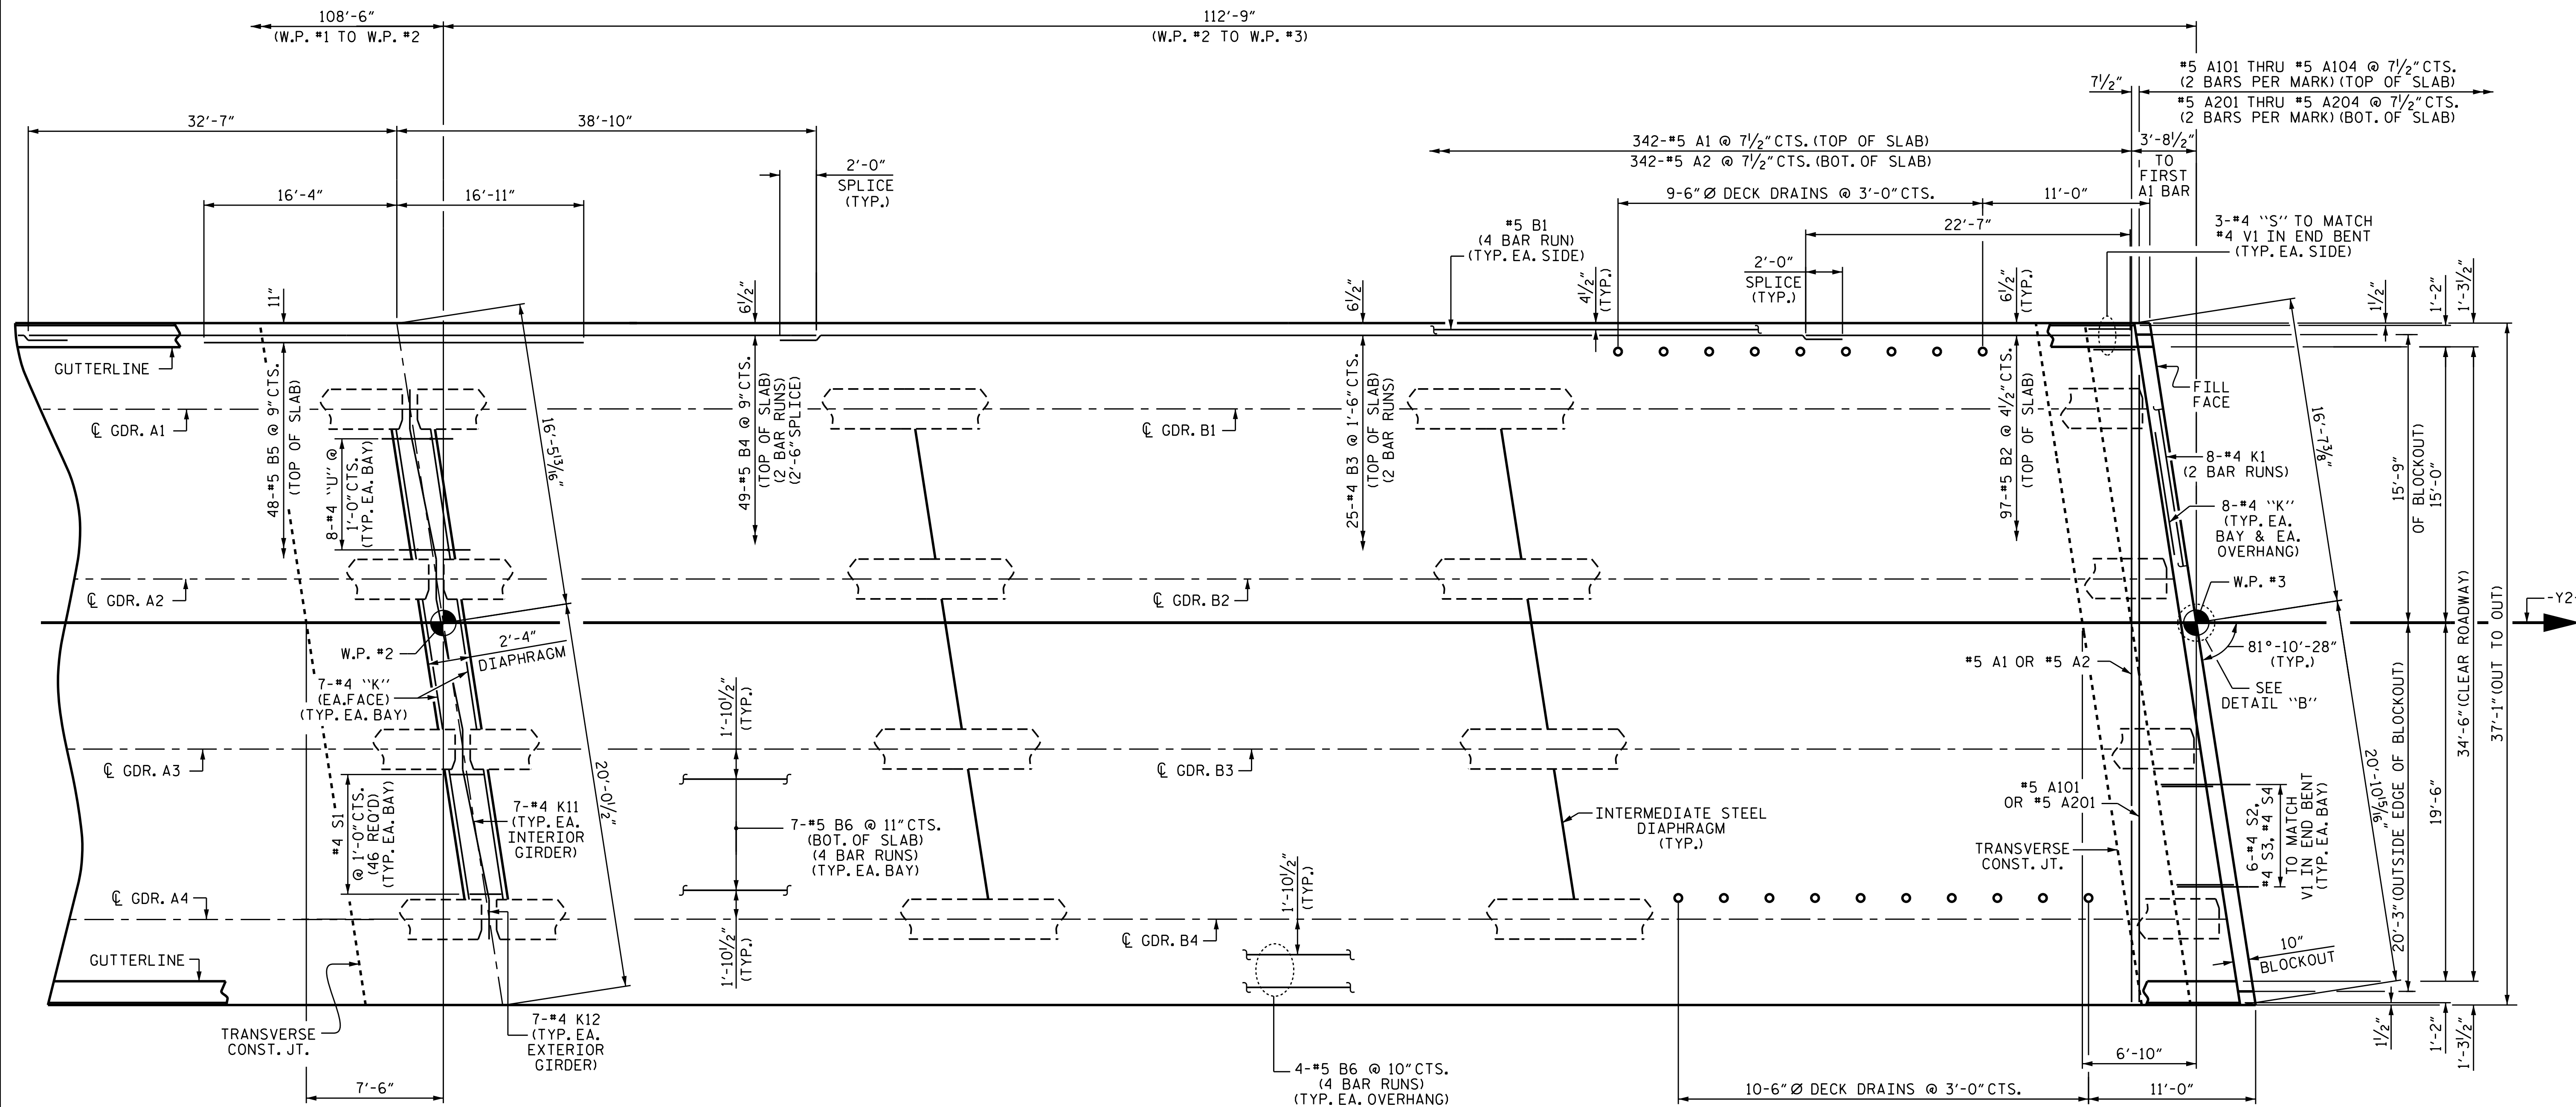 108'-6"
(W.P. #1 TO W.P. #2
112'-9"
(W.P. #2 TO W.P. #3)
#5 A101 THRU #5 A104 @ 7½" CTS.
(2 BARS PER MARK) (TOP OF SLAB)
#5 A201 THRU #5 A204 @ 7½" CTS.
(2 BARS PER MARK) (BOT. OF SLAB)
7½"
32'-7"
38'-10"
2'-0"
SPLICE
(TYP.)
16'-4"
16'-11"
342-#5 A1 @ 7½" CTS. (TOP OF SLAB)
342-#5 A2 @ 7½" CTS. (BOT. OF SLAB)
3'-8½"
TO
FIRST
A1 BAR
9-6" Ø DECK DRAINS @ 3'-0" CTS.
11'-0"
22'-7"
#5 B1
(4 BAR RUN)
(TYP. EA. SIDE)
2'-0"
SPLICE
(TYP.)
3-#4 ``S'' TO MATCH
#4 V1 IN END BENT
(TYP. EA. SIDE)
11"
6½"
6½"
4½"
(TYP.)
6½"
(TYP.)
1½"
1'-2"
1'-3½"
GUTTERLINE
℄ GDR. A1
℄ GDR. B1
48-#5 B5 @ 9" CTS.
(TOP OF SLAB)
8-#4 ``U'' @
1'-0" CTS.
(TYP. EA. BAY)
16'-5 13/16"
49-#5 B4 @ 9" CTS.
(TOP OF SLAB)
(2 BAR RUNS)
(2'-6" SPLICE)
25-#4 B3 @ 1'-6" CTS.
(TOP OF SLAB)
(2 BAR RUNS)
97-#5 B2 @ 4½" CTS.
(TOP OF SLAB)
FILL
FACE
16'-7⅜"
8-#4 K1
(2 BAR RUNS)
8-#4 ``K''
(TYP. EA.
BAY & EA.
OVERHANG)
15'-9"
OF BLOCKOUT)
15'-0"
℄ GDR. A2
℄ GDR. B2
W.P. #3
-Y2-
W.P. #2
2'-4"
DIAPHRAGM
7-#4 ``K''
(EA. FACE)
(TYP. EA. BAY)
#5 A1 OR #5 A2
81°-10'-28"
(TYP.)
SEE
DETAIL ``B''
34'-6" (CLEAR ROADWAY)
37'-1" (OUT TO OUT)
1'-10½"
(TYP.)
℄ GDR. A3
℄ GDR. B3
#4 S1
@ 1'-0" CTS.
(46 REQ'D)
(TYP. EA. BAY)
7-#4 K11
(TYP. EA.
INTERIOR
GIRDER)
20'-0½"
7-#5 B6 @ 11" CTS.
(BOT. OF SLAB)
(4 BAR RUNS)
(TYP. EA. BAY)
INTERMEDIATE STEEL
DIAPHRAGM
(TYP.)
#5 A101
OR #5 A201
TRANSVERSE
CONST. JT.
6-#4 S2,
#4 S3, #4 S4
TO MATCH
V1 IN END BENT
(TYP. EA. BAY)
20'-10 15/16"
20'-3" (OUTSIDE EDGE OF BLOCKOUT)
19'-6"
℄ GDR. A4
℄ GDR. B4
1'-10½"
(TYP.)
1'-10½"
(TYP.)
GUTTERLINE
10"
BLOCKOUT
TRANSVERSE
CONST. JT.
7-#4 K12
(TYP. EA.
EXTERIOR
GIRDER)
4-#5 B6 @ 10" CTS.
(4 BAR RUNS)
(TYP. EA. OVERHANG)
7'-6"
10-6" Ø DECK DRAINS @ 3'-0" CTS.
6'-10"
11'-0"
1½"
1'-2"
1'-3½"